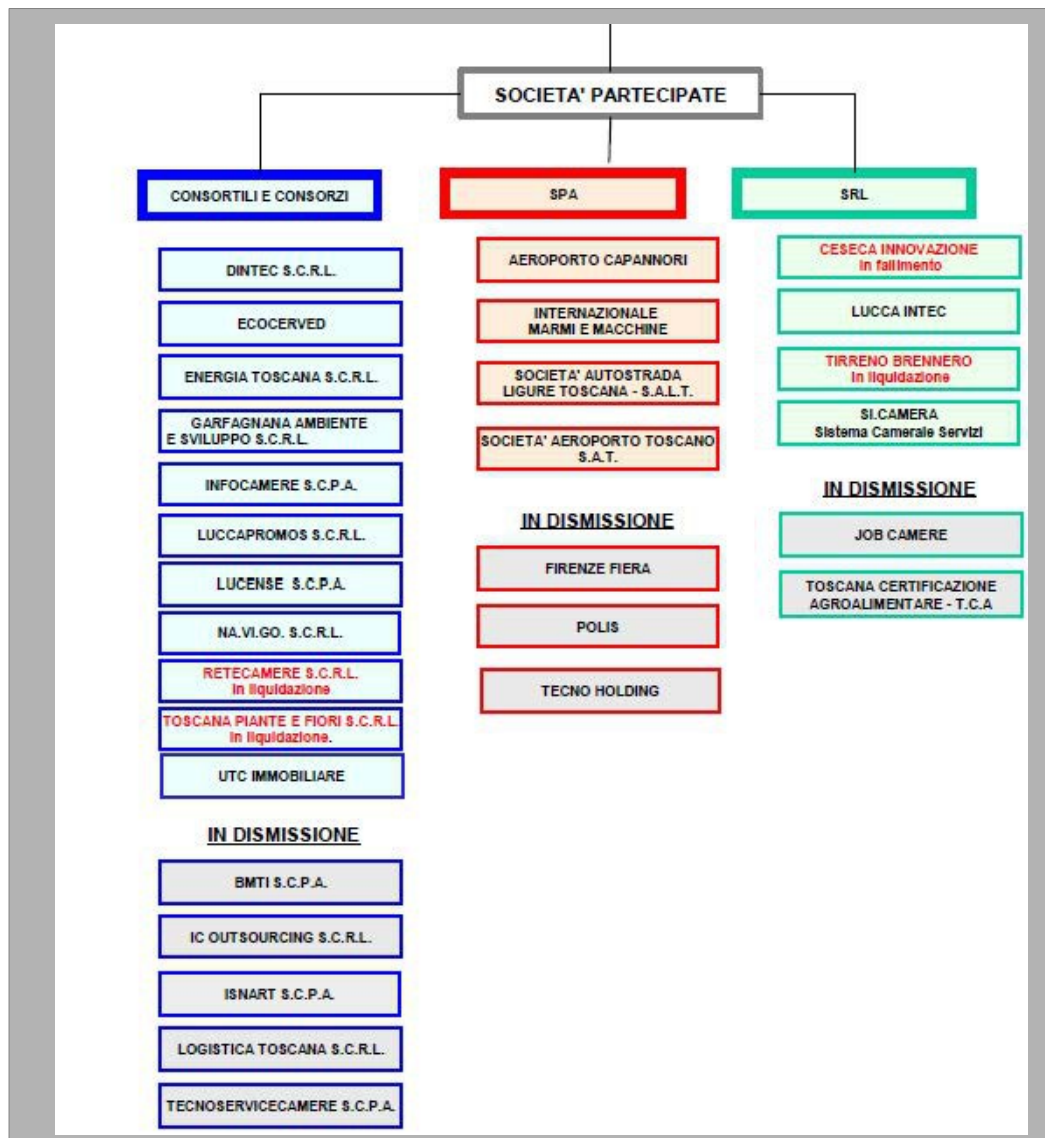 SOCIETA' PARTECIPATE
CONSORTILI E CONSORZI
DINTEC S.C.R.L.
ECOCERVED
ENERGIA TOSCANA S.C.R.L.
GARFAGNANA AMBIENTE
E SVILUPPO S.C.R.L.
INFOCAMERE S.C.P.A.
LUCCAPROMOS S.C.R.L.
LUCENSE S.C.P.A.
NA.VI.GO. S.C.R.L.
RETECAMERE S.C.R.L.
in liquidazione
TOSCANA PIANTE E FIORI S.C.R.L.
in liquidazione.
UTC IMMOBILIARE
IN DISMISSIONE
BMTI S.C.P.A.
IC OUTSOURCING S.C.R.L.
ISNART S.C.P.A.
LOGISTICA TOSCANA S.C.R.L.
TECNOSERVICECAMERE S.C.P.A.
SPA
AEROPORTO CAPANNORI
INTERNAZIONALE
MARMI E MACCHINE
SOCIETA' AUTOSTRADA
LIGURE TOSCANA - S.A.L.T.
SOCIETA' AEROPORTO TOSCANO
S.A.T.
IN DISMISSIONE
FIRENZE FIERA
POLIS
TECNO HOLDING
SRL
CESECA INNOVAZIONE
in fallimento
LUCCA INTEC
TIRRENO BRENNERO
in liquidazione
SI.CAMERA
Sistema Camerale Servizi
IN DISMISSIONE
JOB CAMERE
TOSCANA CERTIFICAZIONE
AGROALIMENTARE - T.C.A